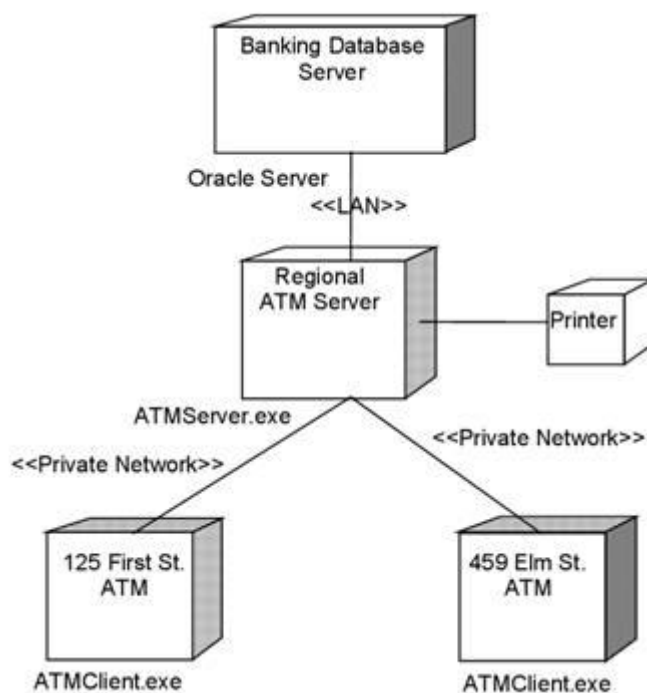 Banking Database
Server
Oracle Server
<<LAN>>
Regional
ATM Server
Printer
ATMServer.exe
<<Private Network>>
<<Private Network>>
125 First St.
ATM
459 Elm St.
ATM
ATMClient.exe
ATMClient.exe